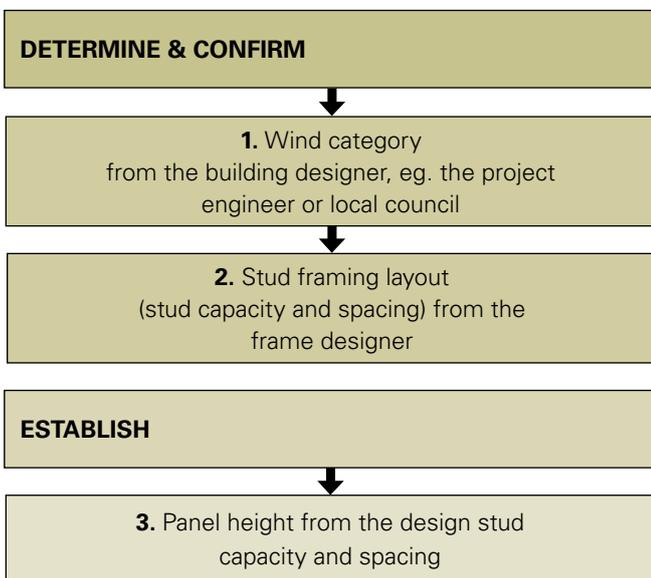 DETERMINE & CONFIRM
1. Wind category
from the building designer, eg. the project
engineer or local council
2. Stud framing layout
(stud capacity and spacing) from the
frame designer
ESTABLISH
3. Panel height from the design stud
capacity and spacing